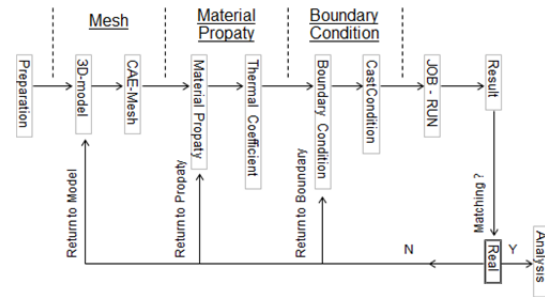 Mesh
Material
Propaty
Boundary
Condition
Preparation
3D-model
CAE-Mesh
Material Propaty
Thermal Coefficient
Boundary Condition
CastCondition
JOB - RUN
Result
Return to Model
Return to Propaty
Return to Bounpary
Matching ?
N
Real
Y
Analysis